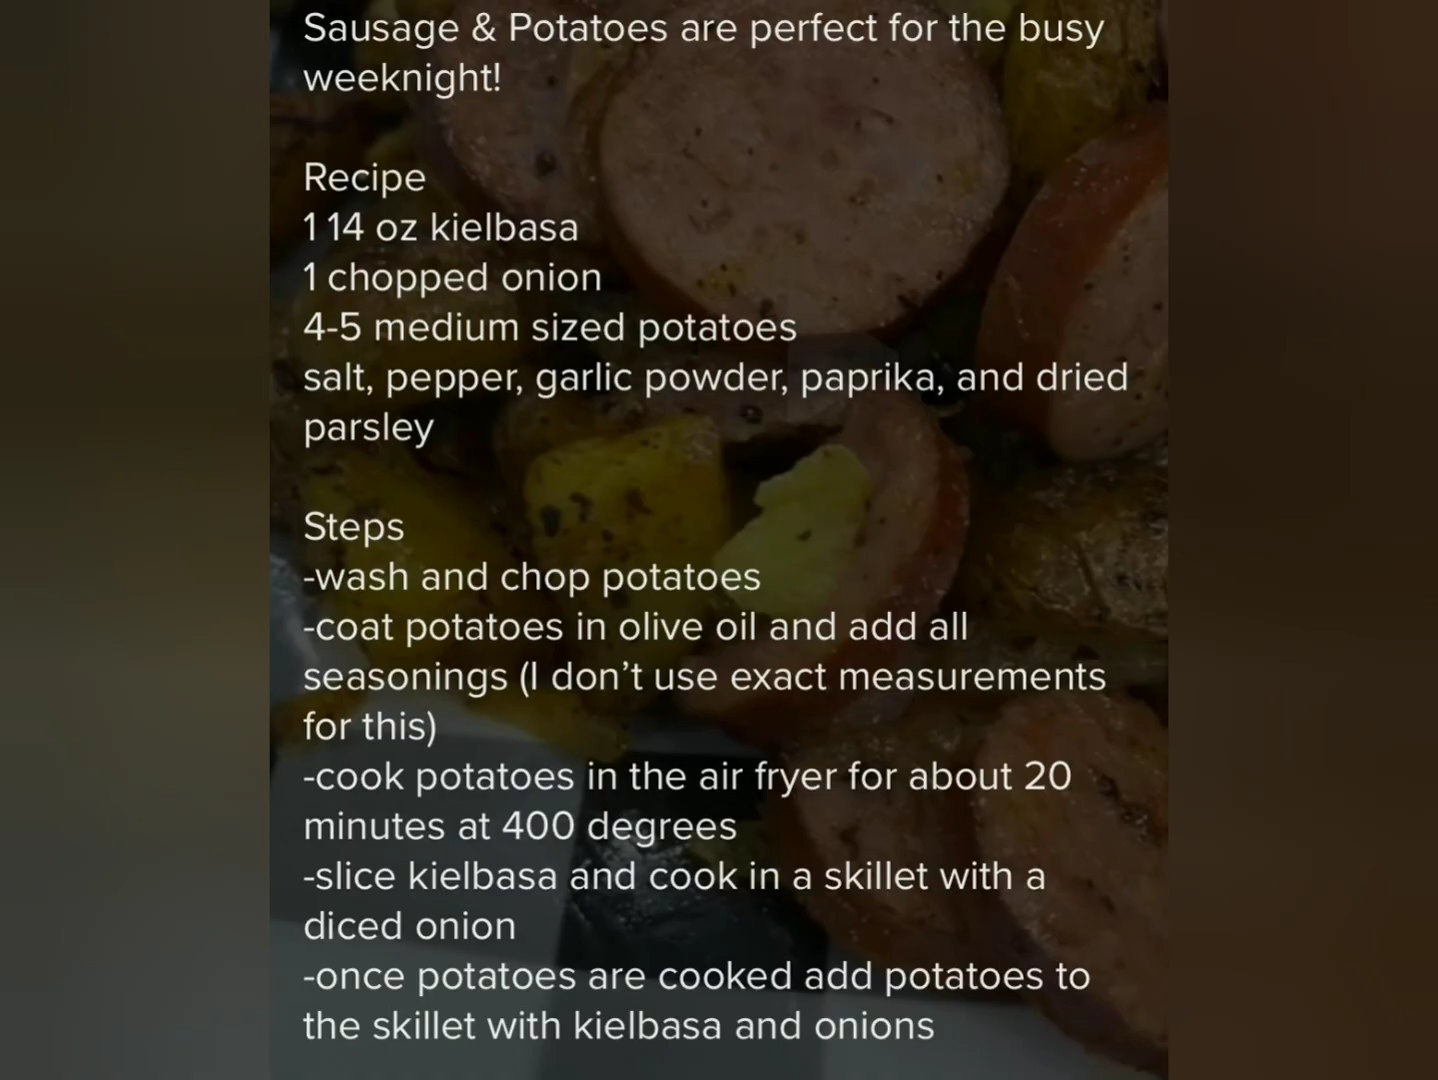 Sausage & Potatoes are perfect for the busy
weeknight!
Recipe
1 14 oz kielbasa
1 chopped onion
4-5 medium sized potatoes
salt, pepper, garlic powder, paprika, and dried
parsley
Steps
-wash and chop potatoes
-coat potatoes in olive oil and add all
seasonings (I don’t use exact measurements
for this)
-cook potatoes in the air fryer for about 20
minutes at 400 degrees
-slice kielbasa and cook in a skillet with a
diced onion
-once potatoes are cooked add potatoes to
the skillet with kielbasa and onions